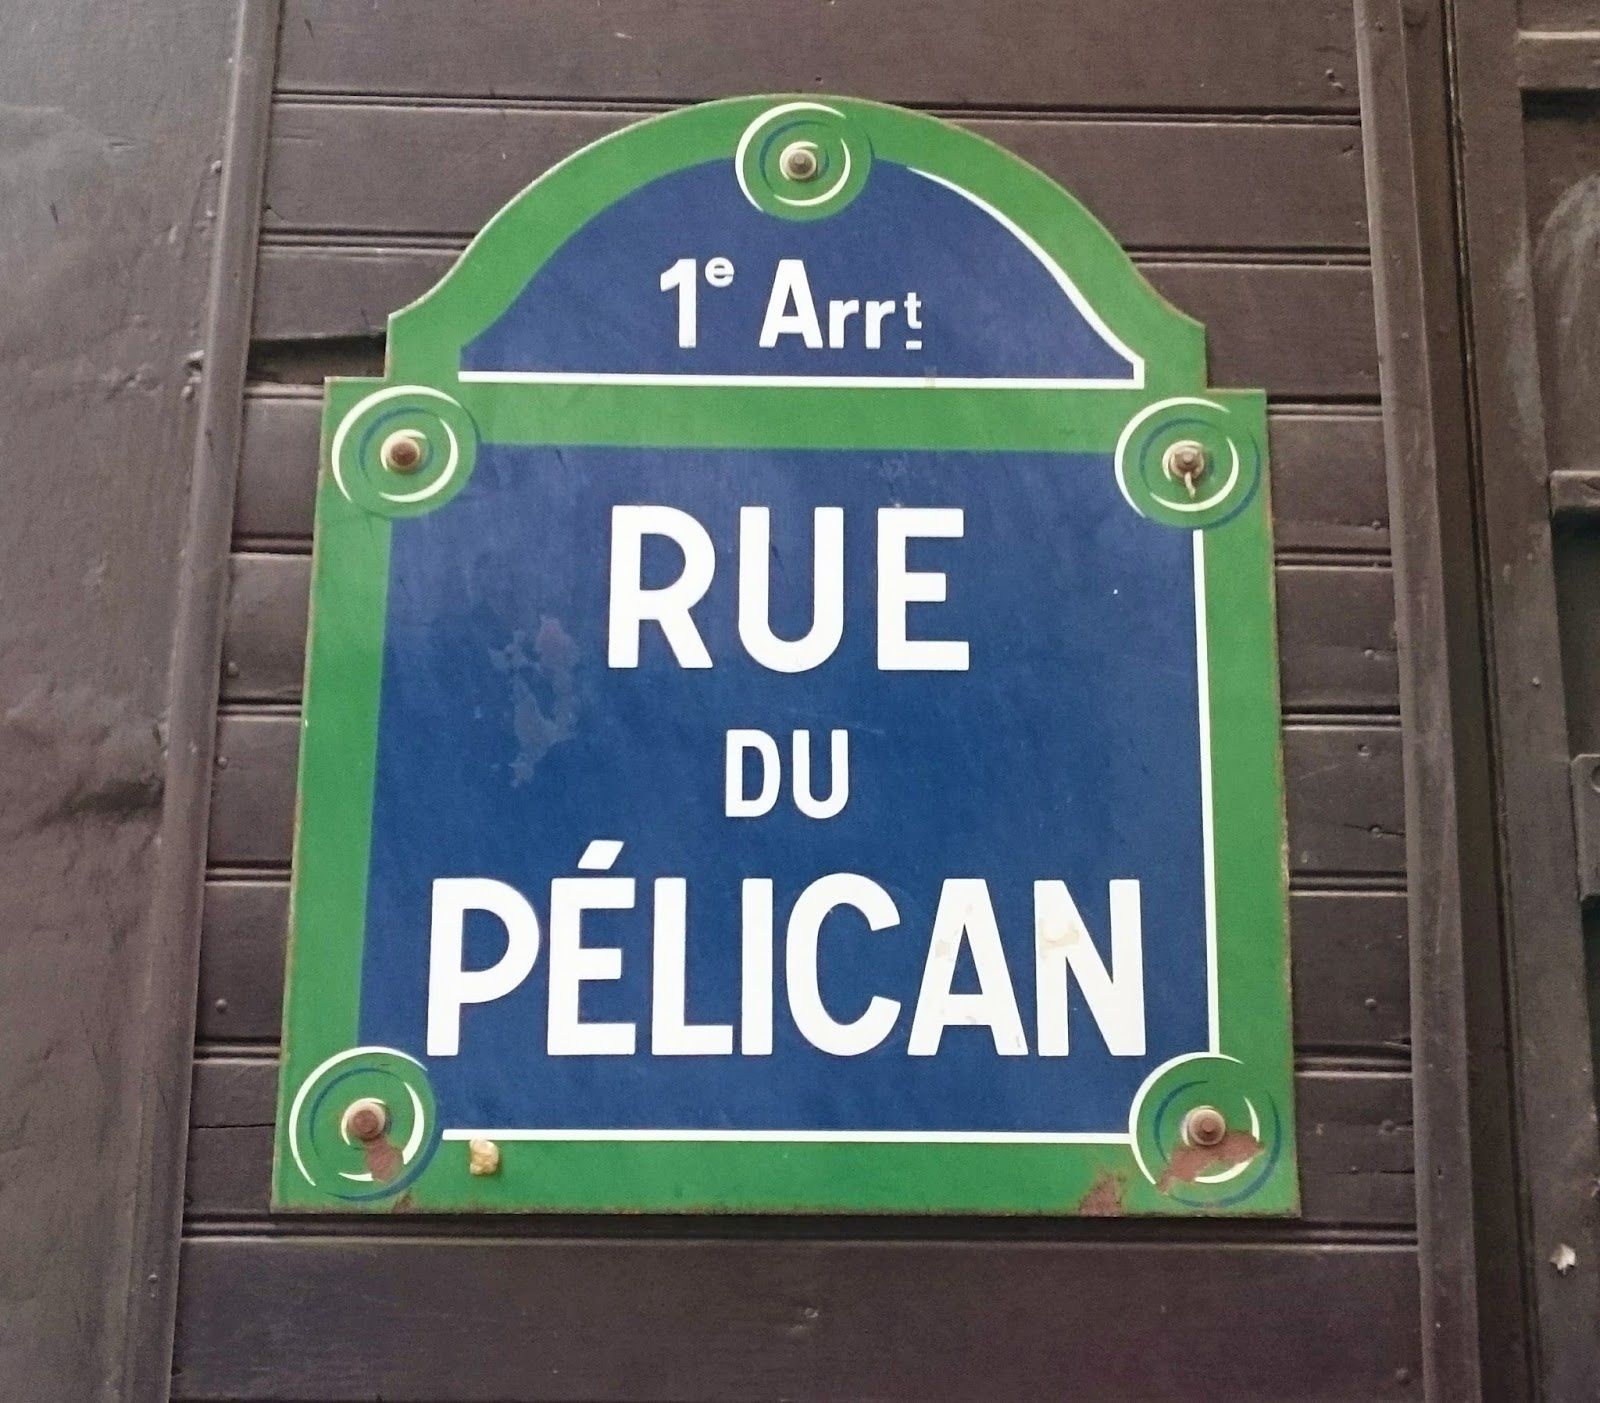 1e Arrt
RUE
DU
PÉLICAN